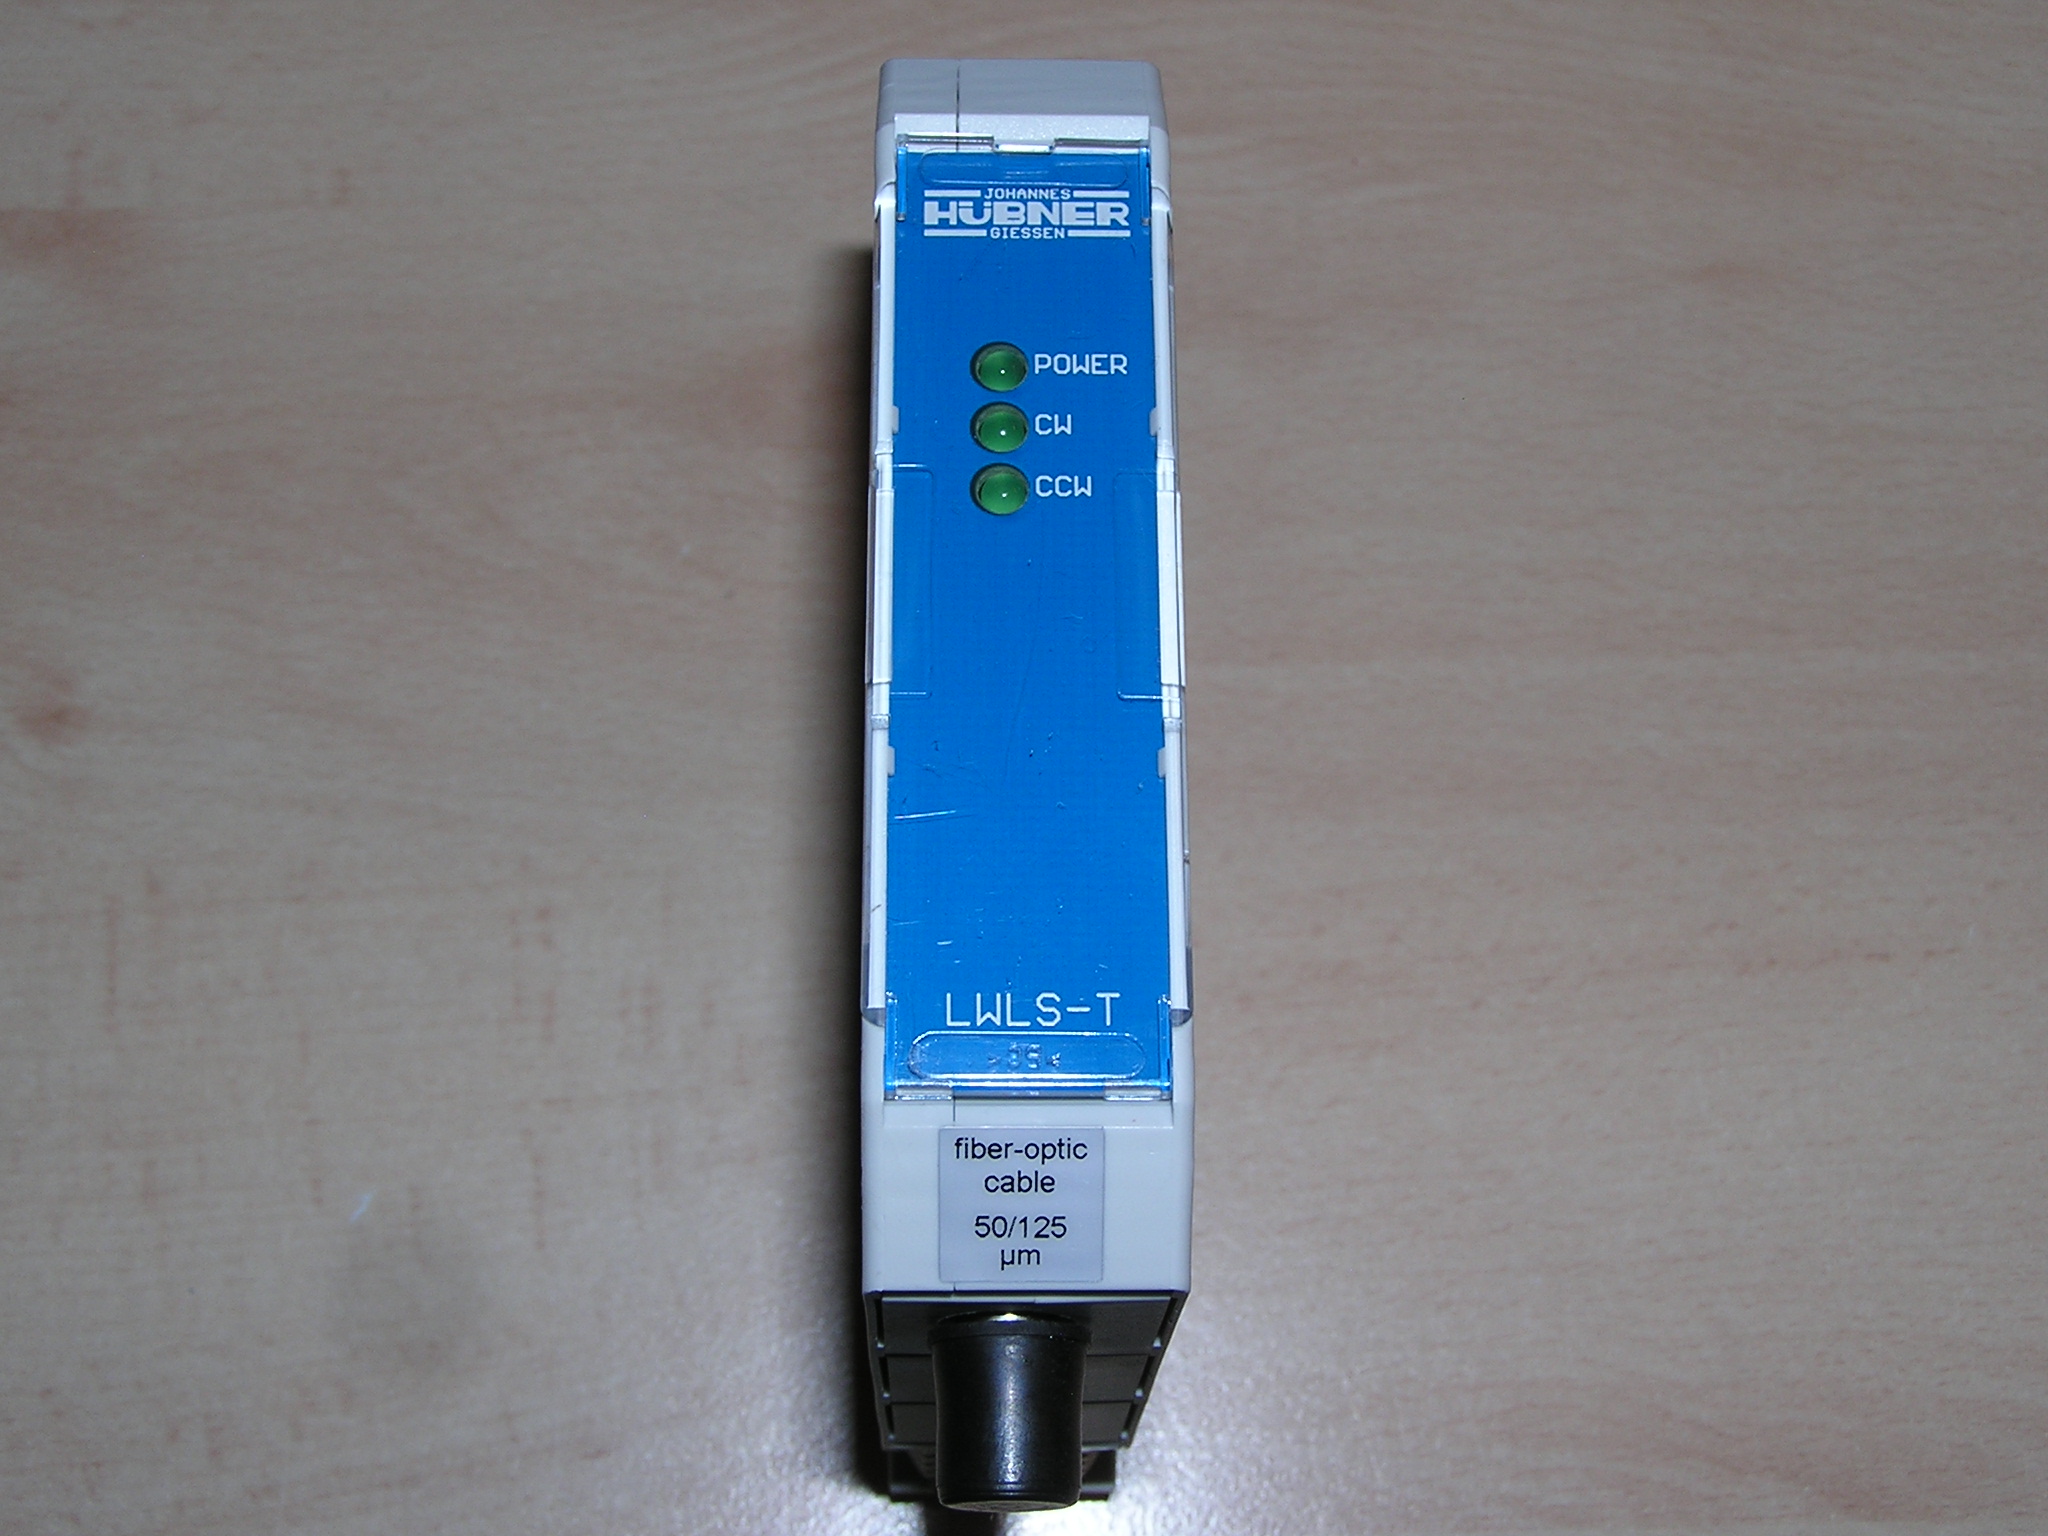 JOHANNES
HÜBNER
GIESSEN
POWER
CW
CCW
LWLS-T
fiber-optic
cable
50/125
µm